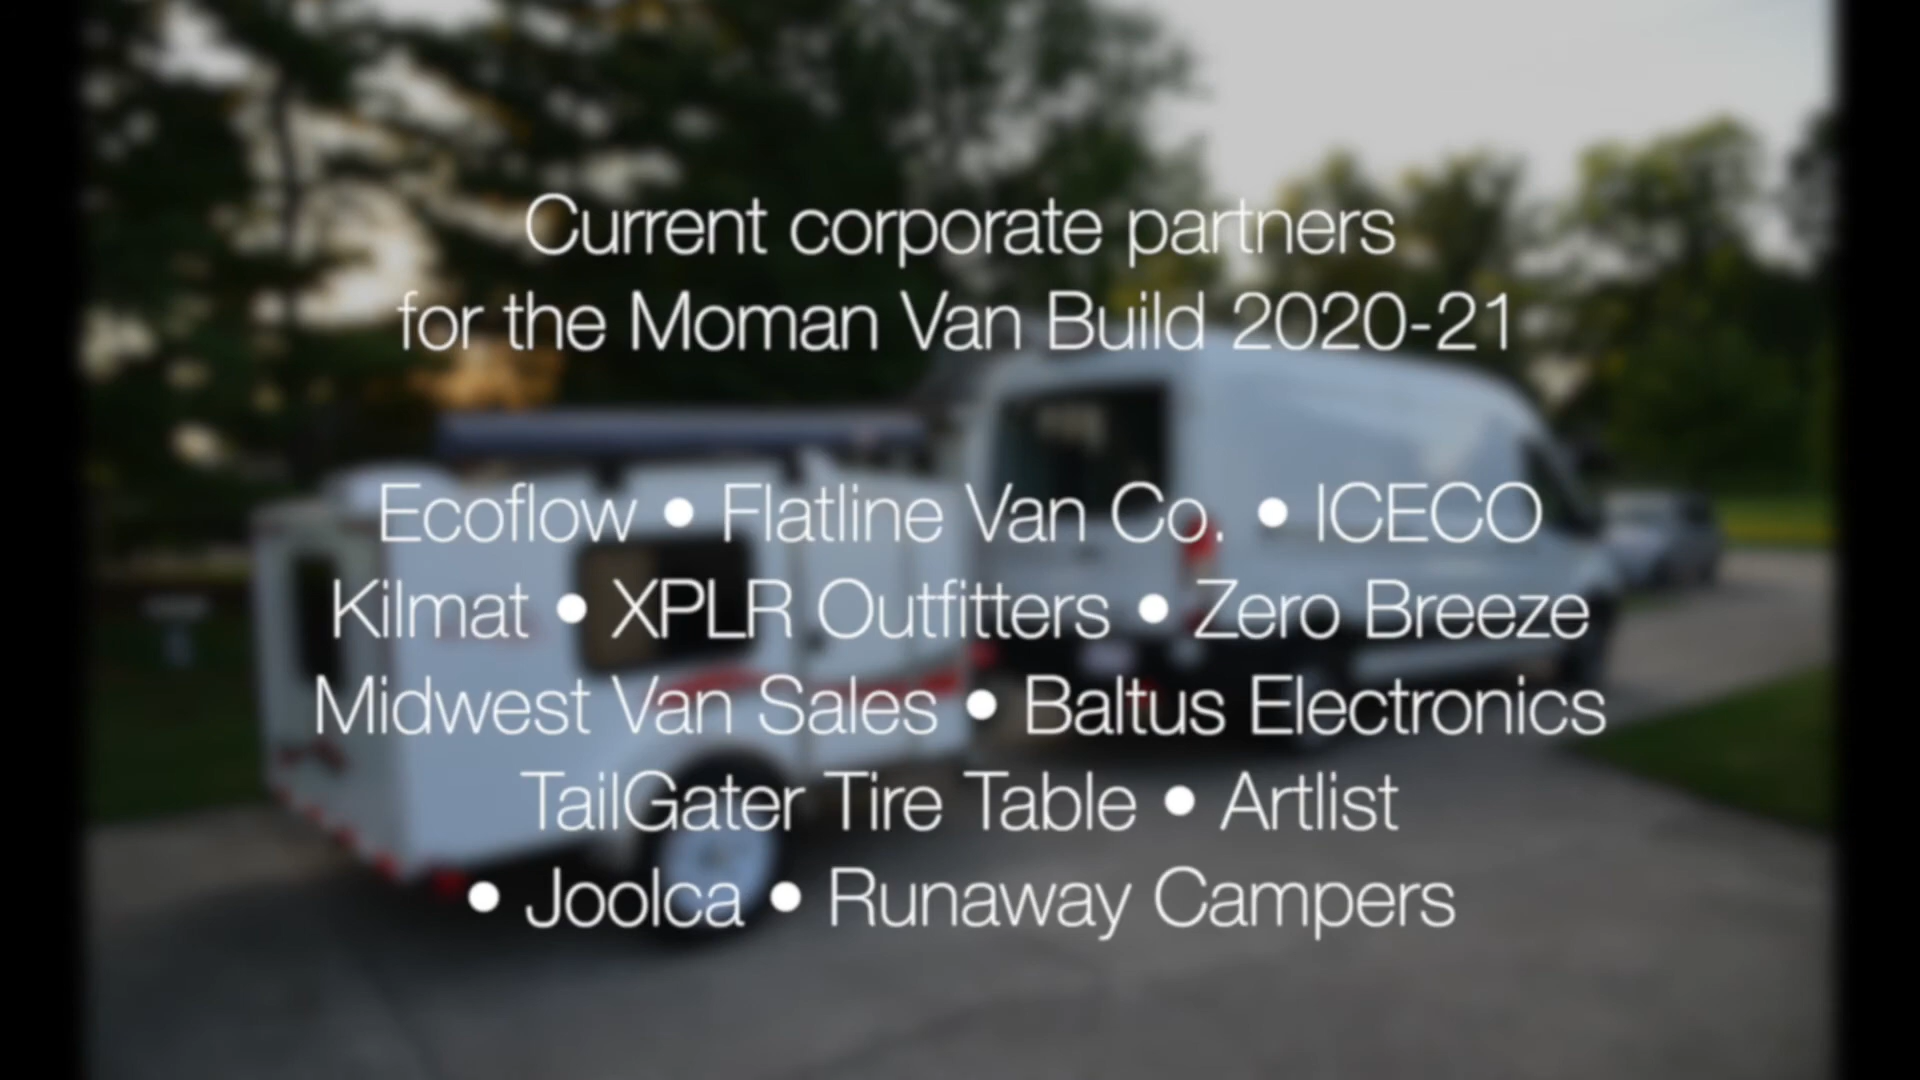 Current corporate partners
for the Moman Van Build 2020-21
Ecoflow • Flatline Van Co. • ICECO
Kilmat • XPLR Outfitters • Zero Breeze
Midwest Van Sales • Baltus Electronics
TailGater Tire Table • Artlist
• Joolca • Runaway Campers